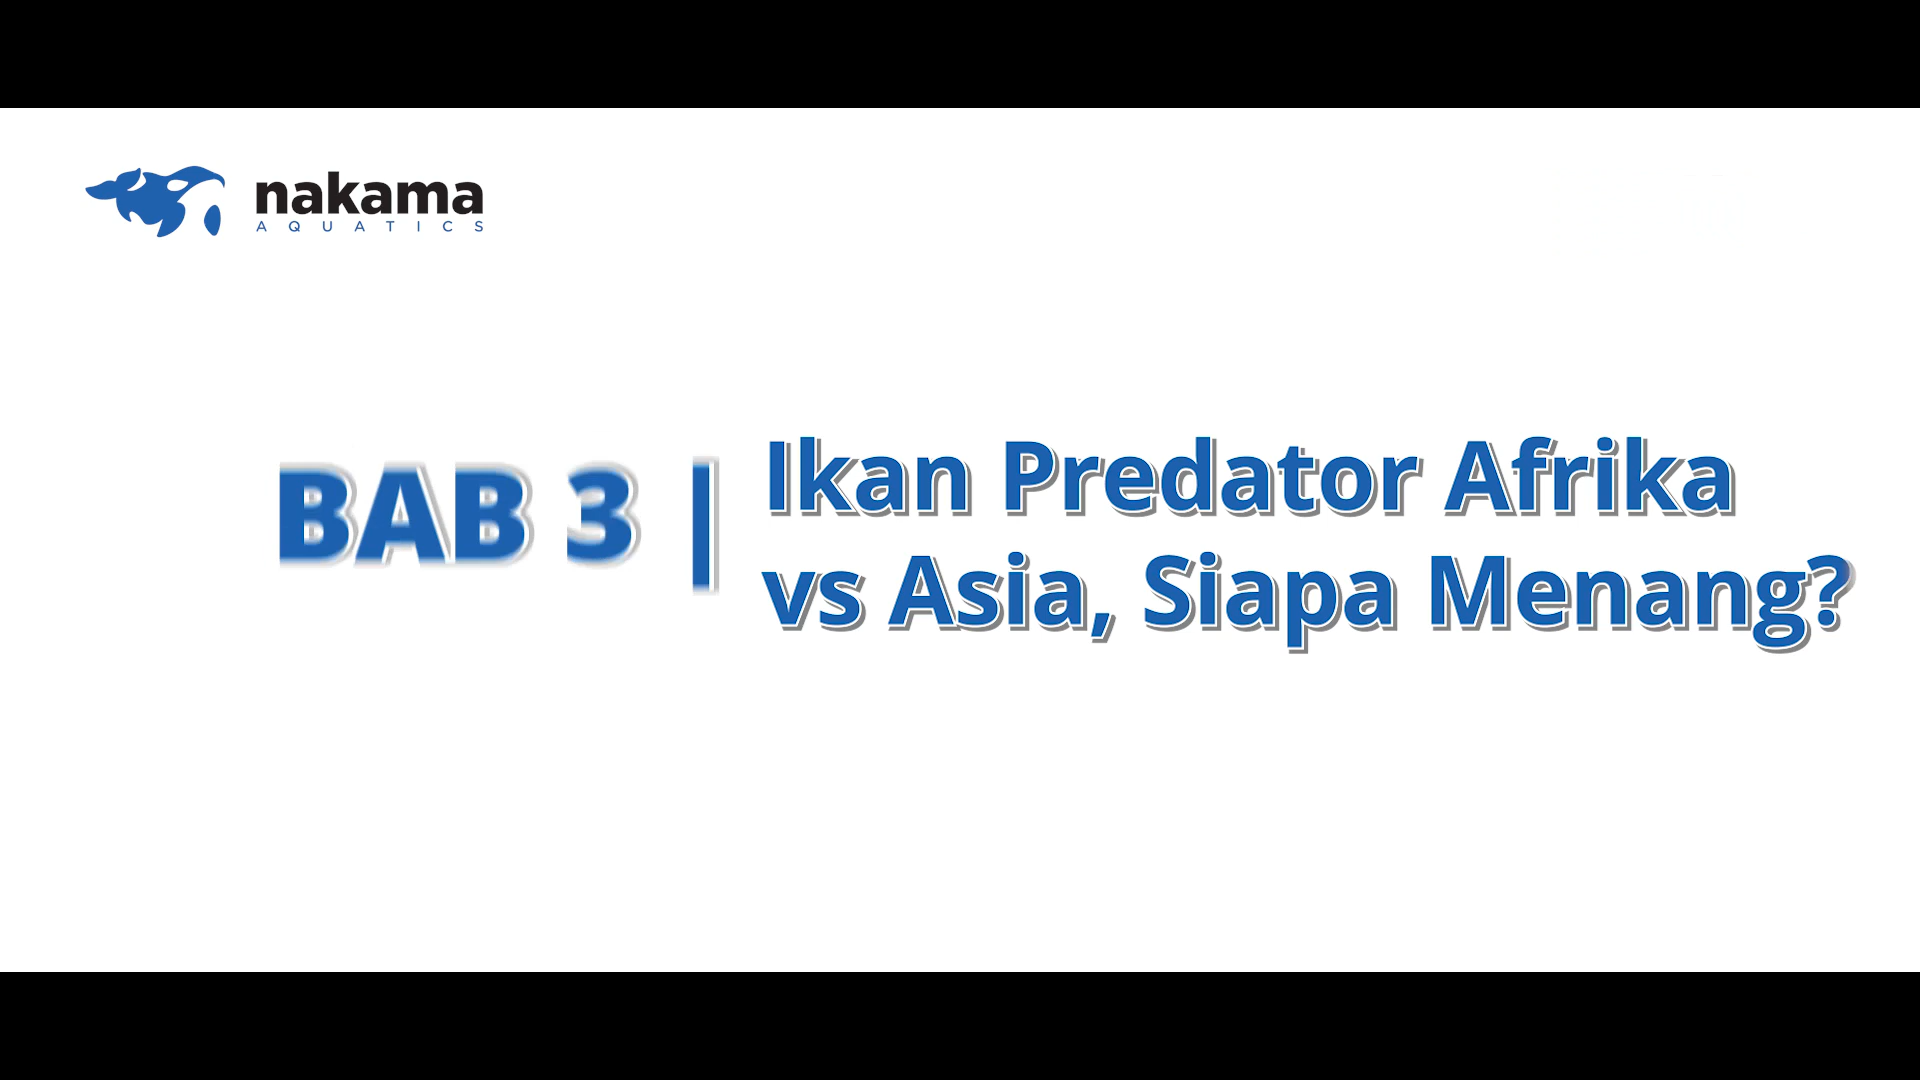 nakama
AQUATICS
BAB 3 |
Ikan Predator Afrika
vs Asia, Siapa Menang?